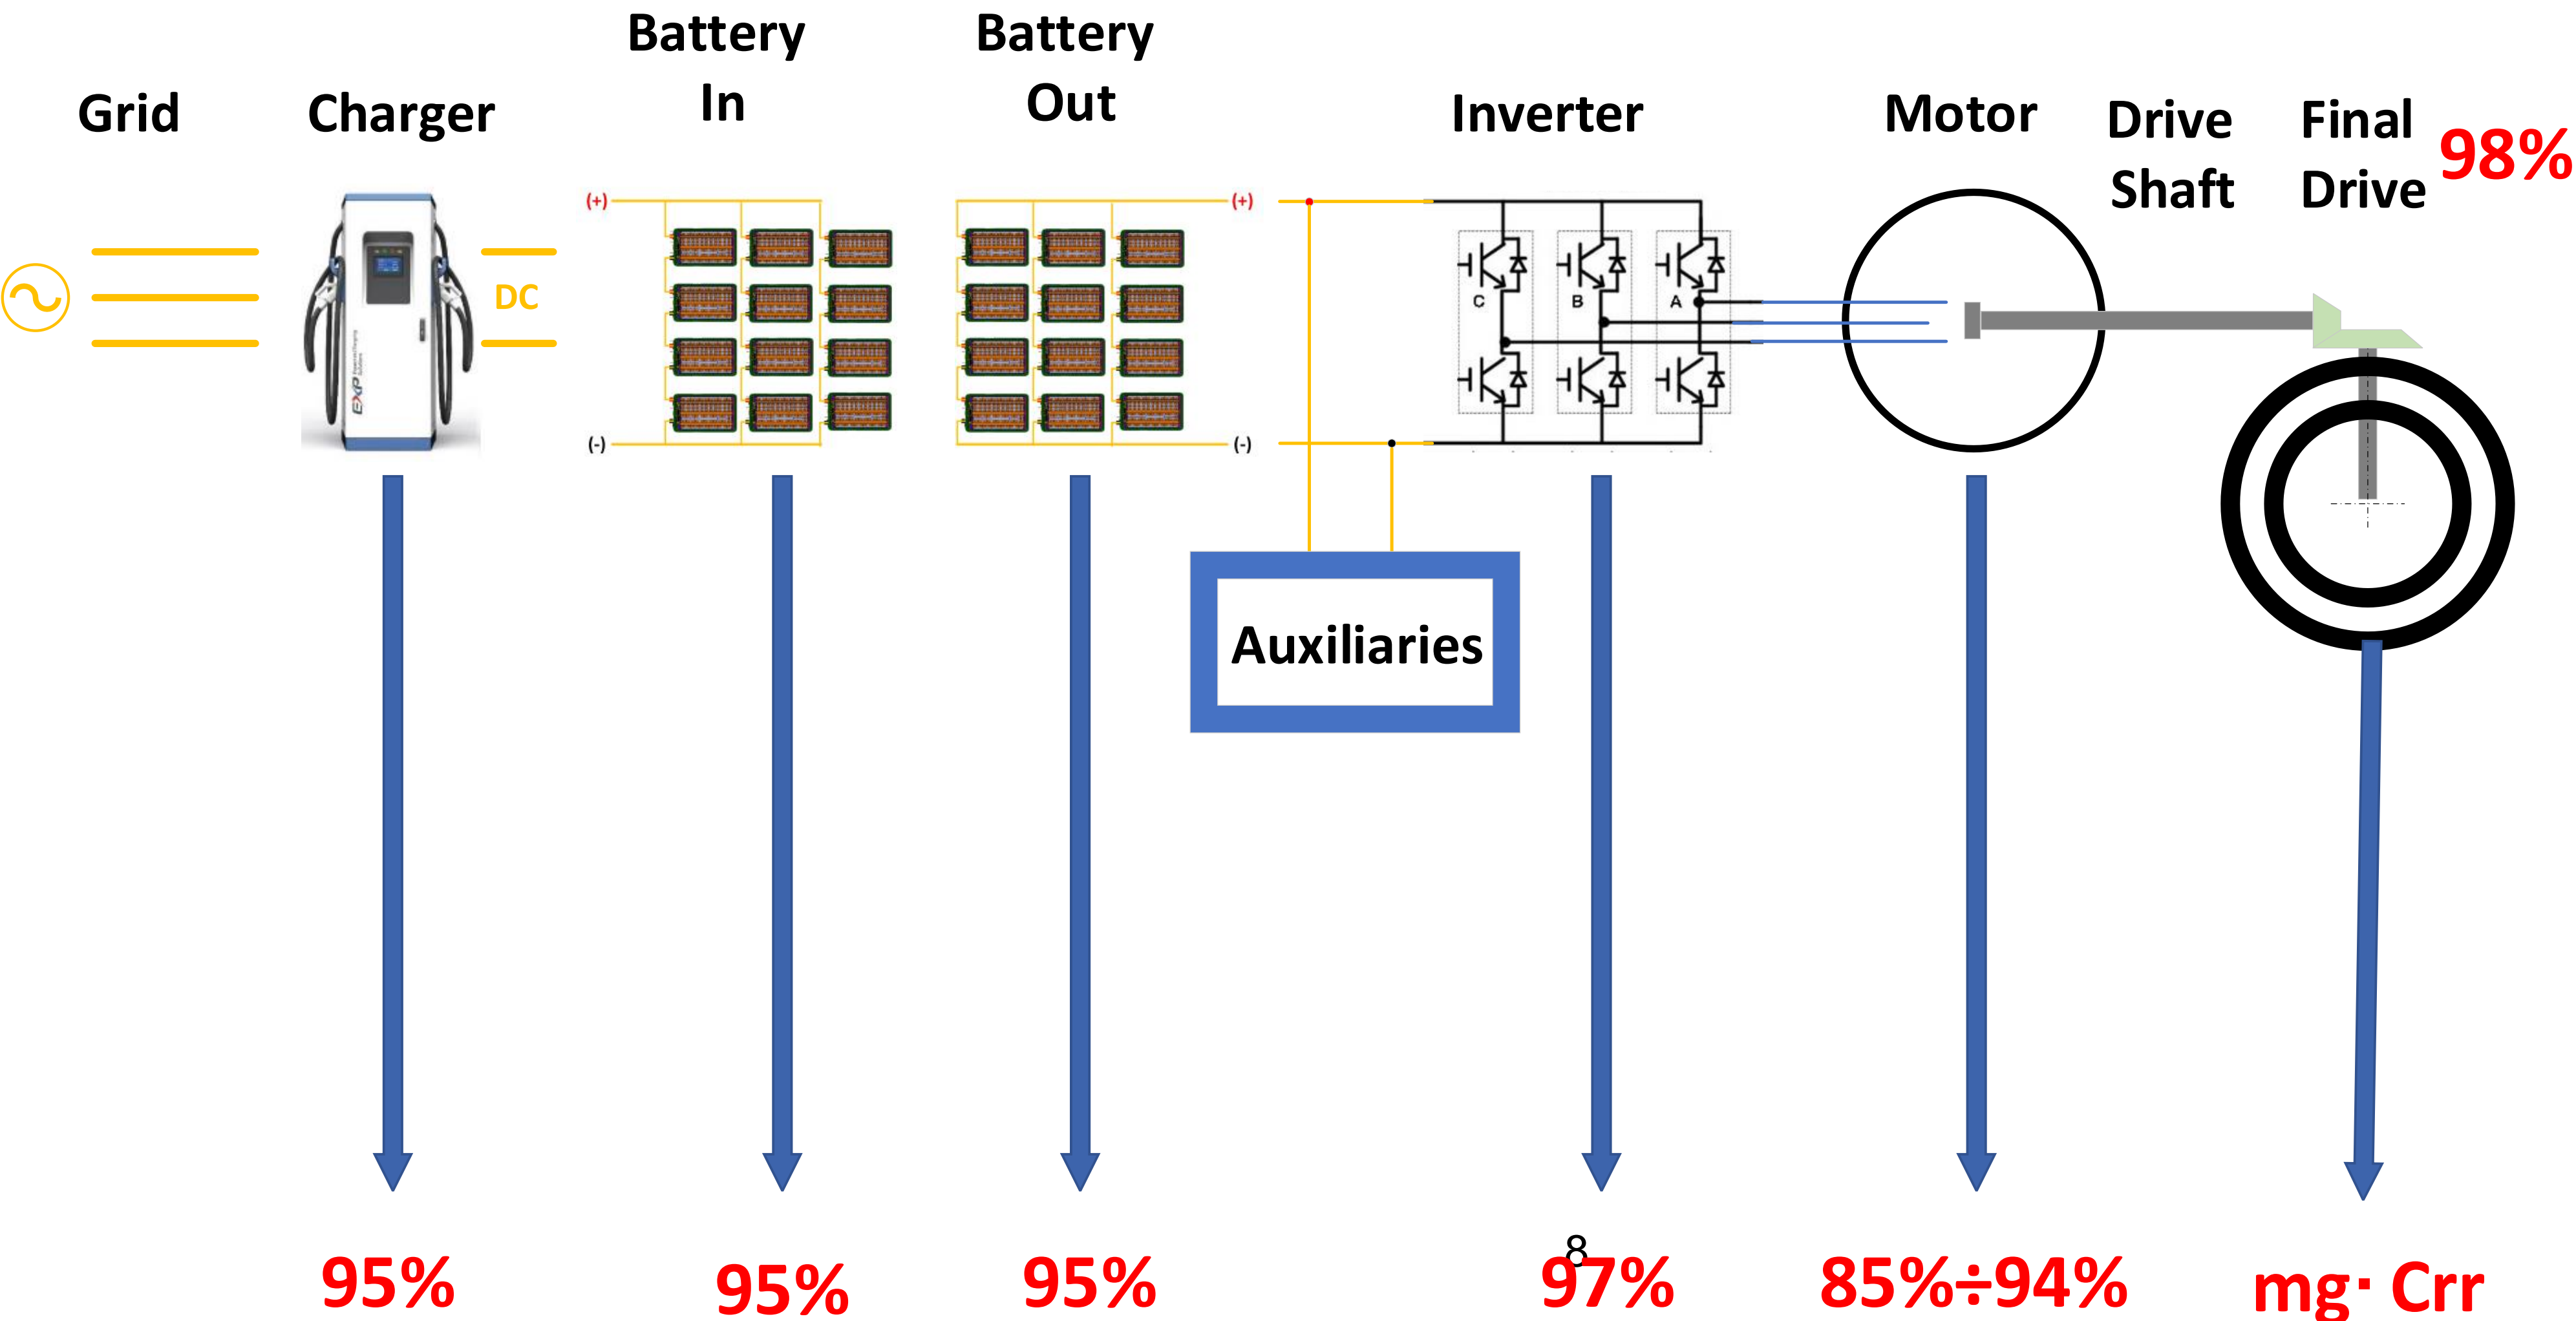 Battery
In
Battery
Out
Grid
Charger
Inverter
Motor
Drive
Shaft
Final
Drive
98%
(+)
(+)
DC
C
B
A
EXP
(-)
(-)
Auxiliaries
8
95%
95%
95%
97%
85%÷94%
mg· Crr